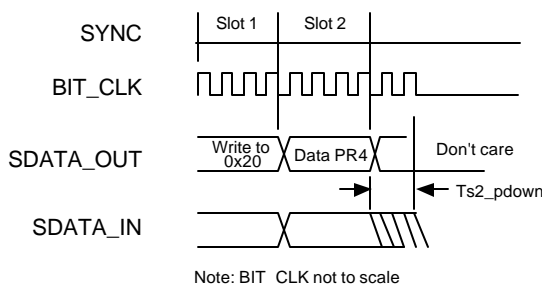 Slot 1 Slot 2
SYNC
BIT_CLK
SDATA_OUT
Write to
0x20
Data PR4
Don't care
Ts2_pdown
SDATA_IN
Note: BIT CLK not to scale